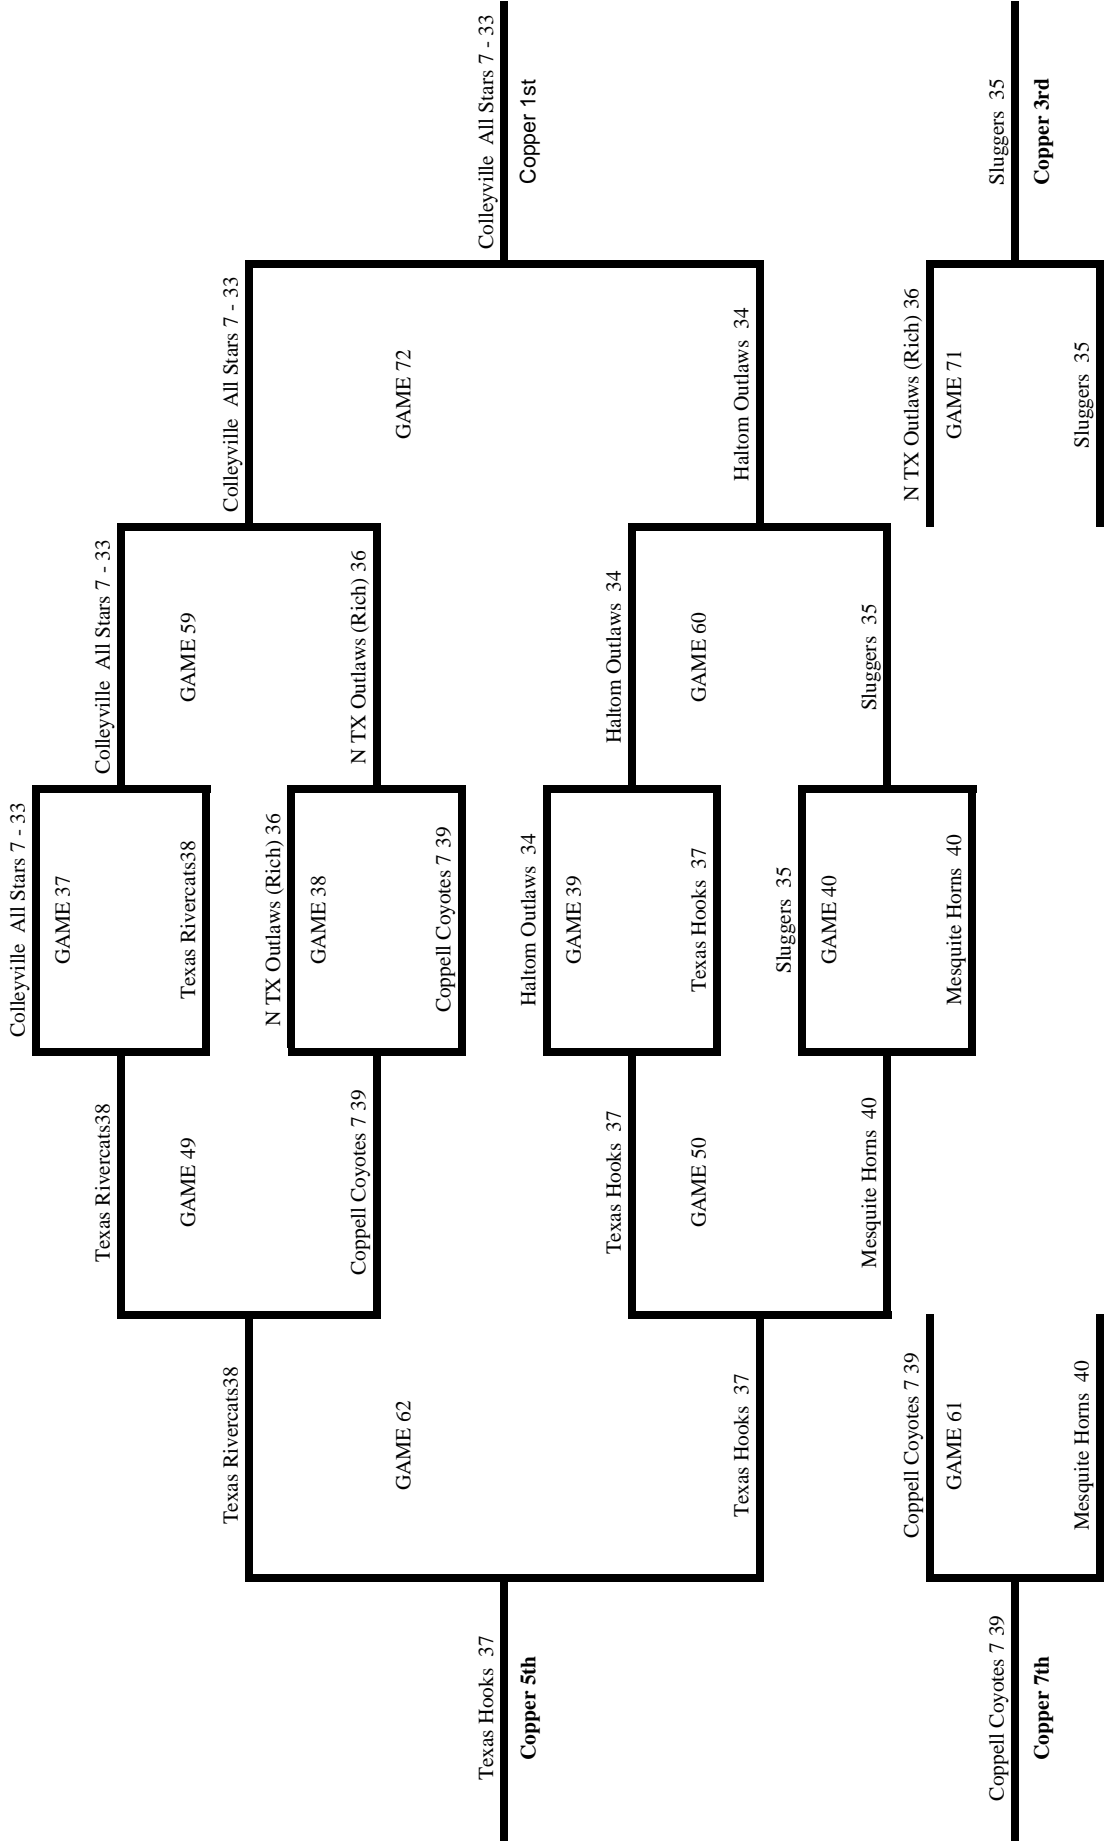 Colleyville  All Stars 7 - 33
GAME 37
Texas Rivercats38
Colleyville  All Stars 7 - 33
GAME 59
N TX Outlaws (Rich) 36
Texas Rivercats38
GAME 49
Coppell Coyotes 7 39
N TX Outlaws (Rich) 36
GAME 38
Coppell Coyotes 7 39
Colleyville  All Stars 7 - 33
GAME 72
Haltom Outlaws  34
Texas Rivercats38
GAME 62
Texas Hooks  37
Colleyville  All Stars 7 - 33
Copper 1st
Texas Hooks  37
Copper 5th
Haltom Outlaws  34
GAME 39
Texas Hooks  37
Haltom Outlaws  34
GAME 60
Sluggers  35
Texas Hooks  37
GAME 50
Mesquite Horns  40
Sluggers  35
GAME 40
Mesquite Horns  40
N TX Outlaws (Rich) 36
GAME 71
Sluggers  35
Sluggers  35
Copper 3rd
Coppell Coyotes 7 39
GAME 61
Mesquite Horns  40
Coppell Coyotes 7 39
Copper 7th